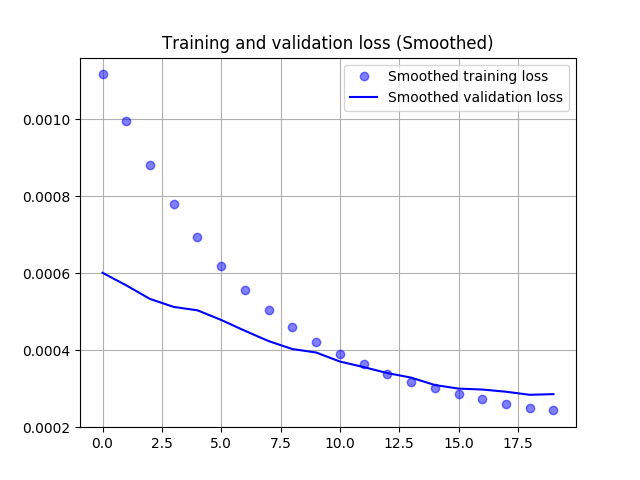 Training and validation loss (Smoothed)
Smoothed training loss
Smoothed validation loss
0.0010
0.0008
0.0006
0.0004
0.0002
0.0 2.5 5.0 7.5 10.0 12.5 15.0 17.5